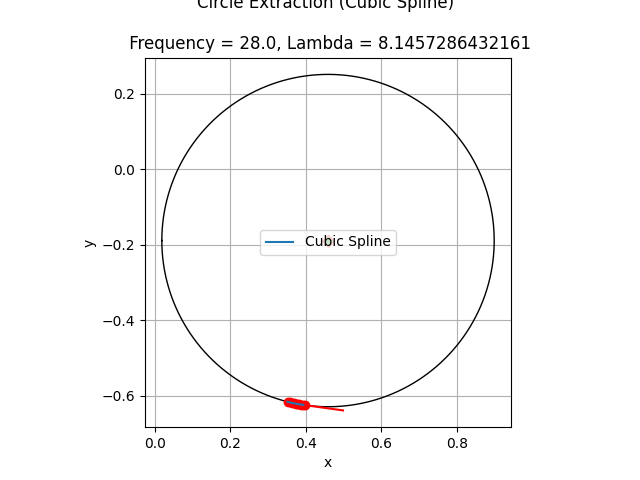 Circle Extraction (Cubic Spline)
Frequency = 28.0, Lambda = 8.1457286432161
0.2
0.0
−0.2
−0.4
−0.6
y
Cubic Spline
0.0 0.2 0.4 0.6 0.8
x